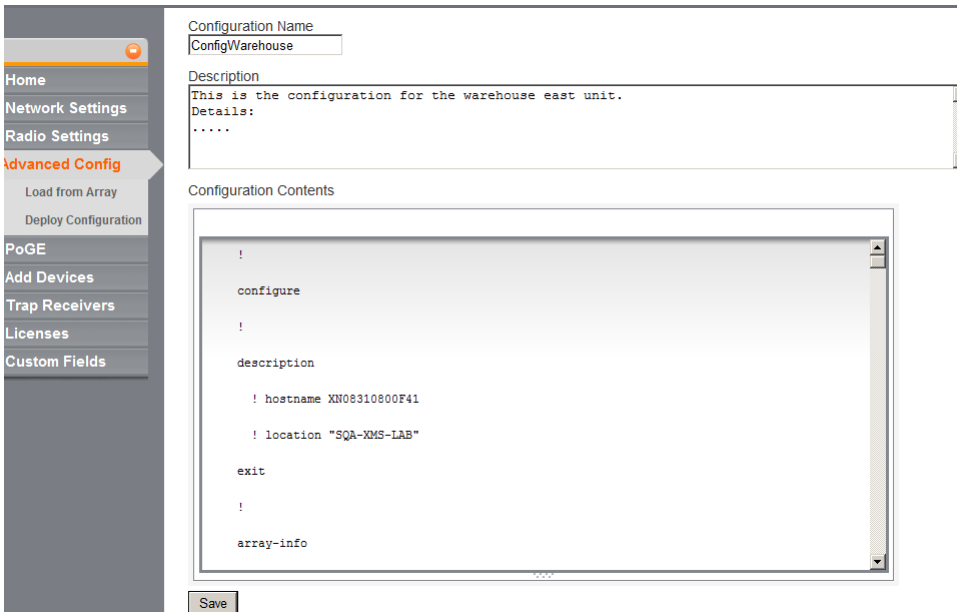 Home
Network Settings
Radio Settings
Advanced Config
Load from Array
Deploy Configuration
PoGE
Add Devices
Trap Receivers
Licenses
Custom Fields
Configuration Name
ConfigWarehouse
Description
This is the configuration for the warehouse east unit.
Details:
.....
Configuration Contents
!
configure
!
description
! hostname XN08310800F41
! location "SQA-XMS-LAB"
exit
!
array-info
Save